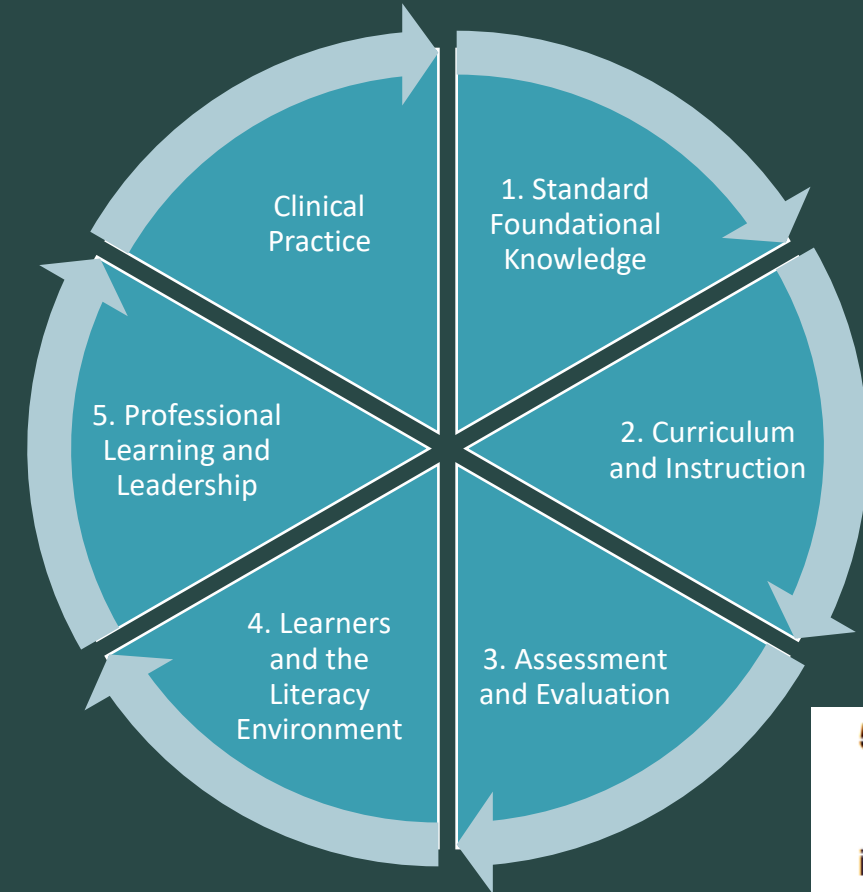 Clinical
Practice
1. Standard
Foundational
Knowledge
2. Curriculum
and Instruction
3. Assessment
and Evaluation
4. Learners
and the
Literacy
Environment
5. Professional
Learning and
Leadership